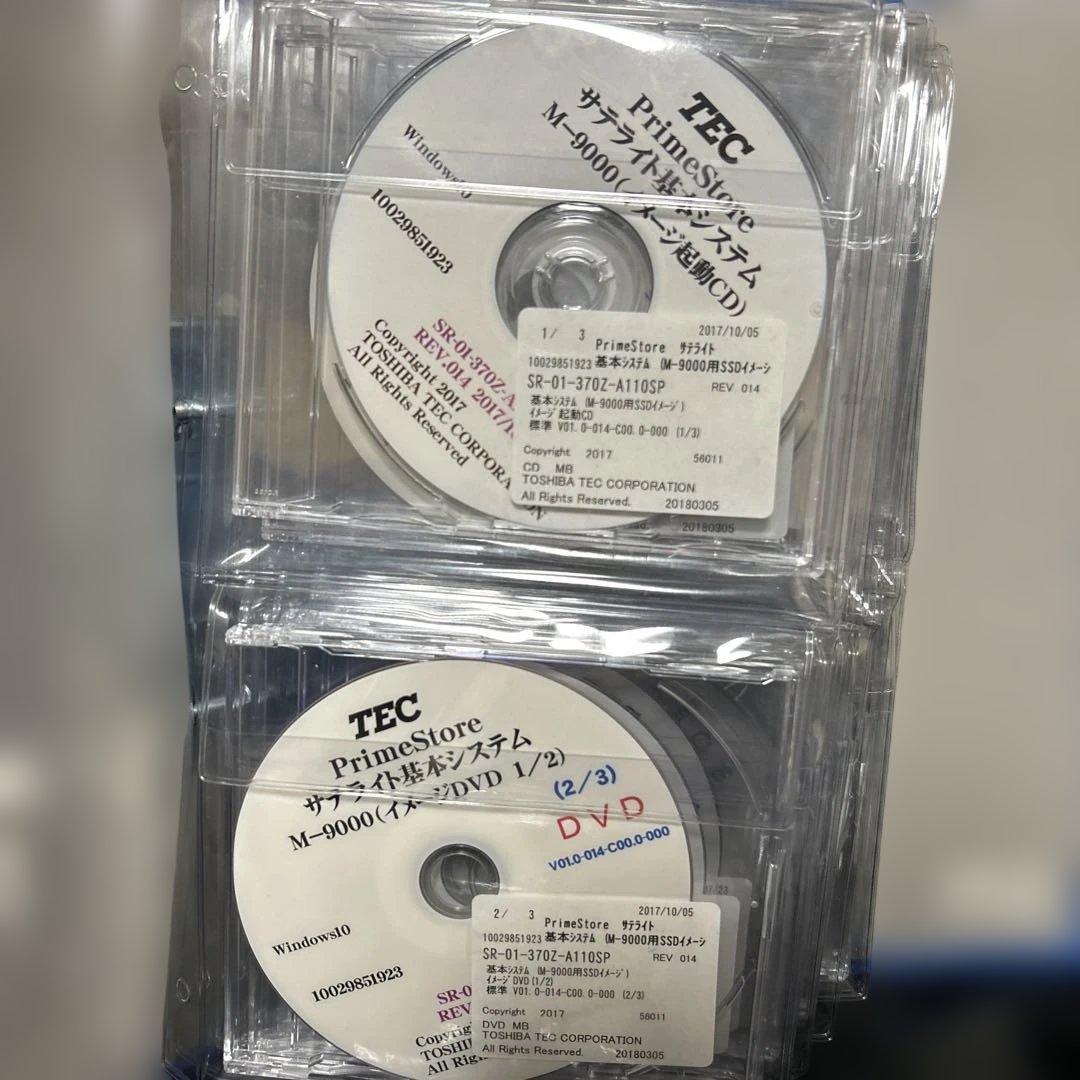 TEC
PrimeStore
サテライト基本システム
M-9000(イメージ起動CD)
Windows10
10029851923
SR-01-370Z-A
REV.014 2017/1
Copyright 2017
TOSHIBA TEC CORPORATION
All Rights Reserved
1/ 3 2017/10/05
PrimeStore サテライト
10029851923 基本システム (M-9000用SSDイメージ
SR-01-370Z-A110SP REV 014
基本システム (M-9000用SSDイメージ)
イメージ起動CD
標準 V01.0-014-C00.0-000 (1/3)
Copyright 2017 56011
CD MB
TOSHIBA TEC CORPORATION
All Rights Reserved. 20180305
20180305
TEC
PrimeStore
サテライト基本システム
M-9000(イメージDVD 1/2)
(2/3)
DVD
V01.0-014-C00.0-000
Windows10
10029851923
SR-0
REV.
Copyrig
TOSHI
All Righ
2/ 3 2017/10/05
PrimeStore サテライト
10029851923 基本システム (M-9000用SSDイメージ
SR-01-370Z-A110SP REV 014
基本システム (M-9000用SSDイメージ)
イメージDVD(1/2)
標準 V01.0-014-C00.0-000 (2/3)
Copyright 2017 56011
DVD MB
TOSHIBA TEC CORPORATION
All Rights Reserved. 20180305